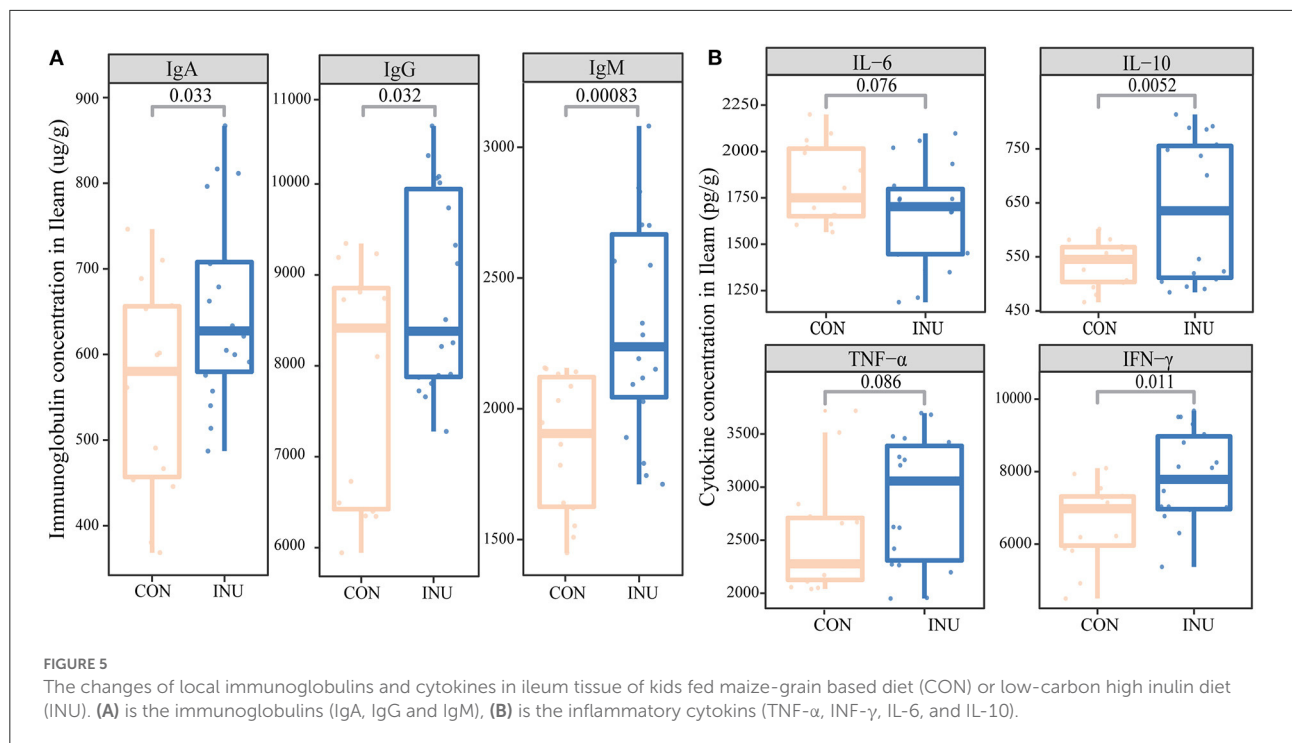 A
IgA
IgG
IgM
0.033
0.032
0.00083
Immunoglobulin concentration in Ileam (ug/g)
900
800
700
600
500
400
11000
10000
9000
8000
7000
6000
3000
2500
2000
1500
CON
INU
CON
INU
CON
INU
B
IL−6
IL−10
0.076
0.0052
Cytokine concentration in Ileam (pg/g)
2250
2000
1750
1500
1250
750
650
550
450
CON
INU
CON
INU
TNF−α
IFN−γ
0.086
0.011
3500
3000
2500
2000
10000
8000
6000
CON
INU
CON
INU
FIGURE 5
The changes of local immunoglobulins and cytokines in ileum tissue of kids fed maize-grain based diet (CON) or low-carbon high inulin diet
(INU). (A) is the immunoglobulins (IgA, IgG and IgM), (B) is the inflammatory cytokins (TNF-α, INF-γ, IL-6, and IL-10).